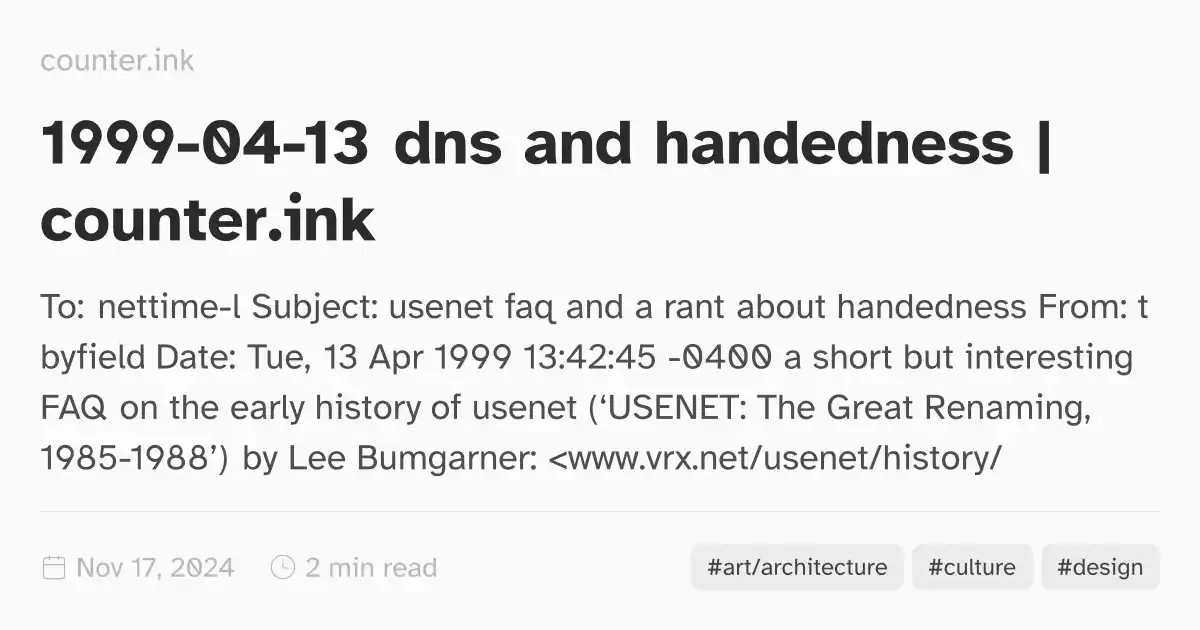 counter.ink
1999-04-13 dns and handedness |
counter.ink
To: nettime-l Subject: usenet faq and a rant about handedness From: t
byfield Date: Tue, 13 Apr 1999 13:42:45 -0400 a short but interesting
FAQ on the early history of usenet (‘USENET: The Great Renaming,
1985-1988’) by Lee Bumgarner: <www.vrx.net/usenet/history/
Nov 17, 2024 2 min read #art/architecture #culture #design